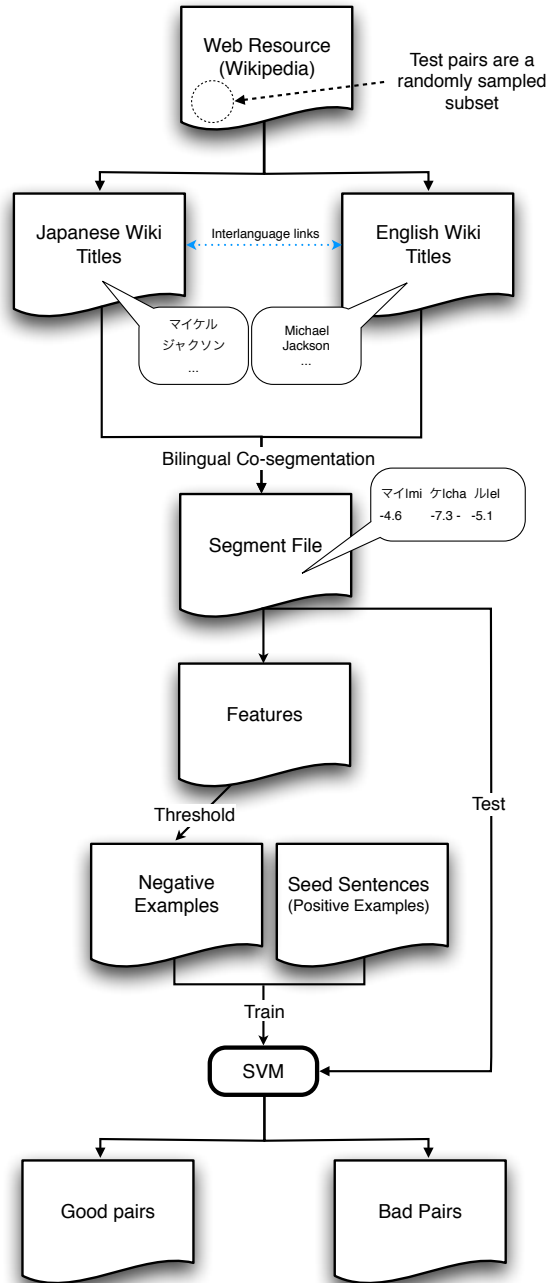 Web Resource
(Wikipedia)
Test pairs are a
randomly sampled
subset
Japanese Wiki
Titles
Interlanguage links
English Wiki
Titles
マイケル
ジャクソン
...
Michael
Jackson
...
Bilingual Co-segmentation
マイ|mi ケ|cha ル|el
-4.6 -7.3 - -5.1
Segment File
Features
Threshold
Test
Negative
Examples
Seed Sentences
(Positive Examples)
Train
SVM
Good pairs
Bad Pairs